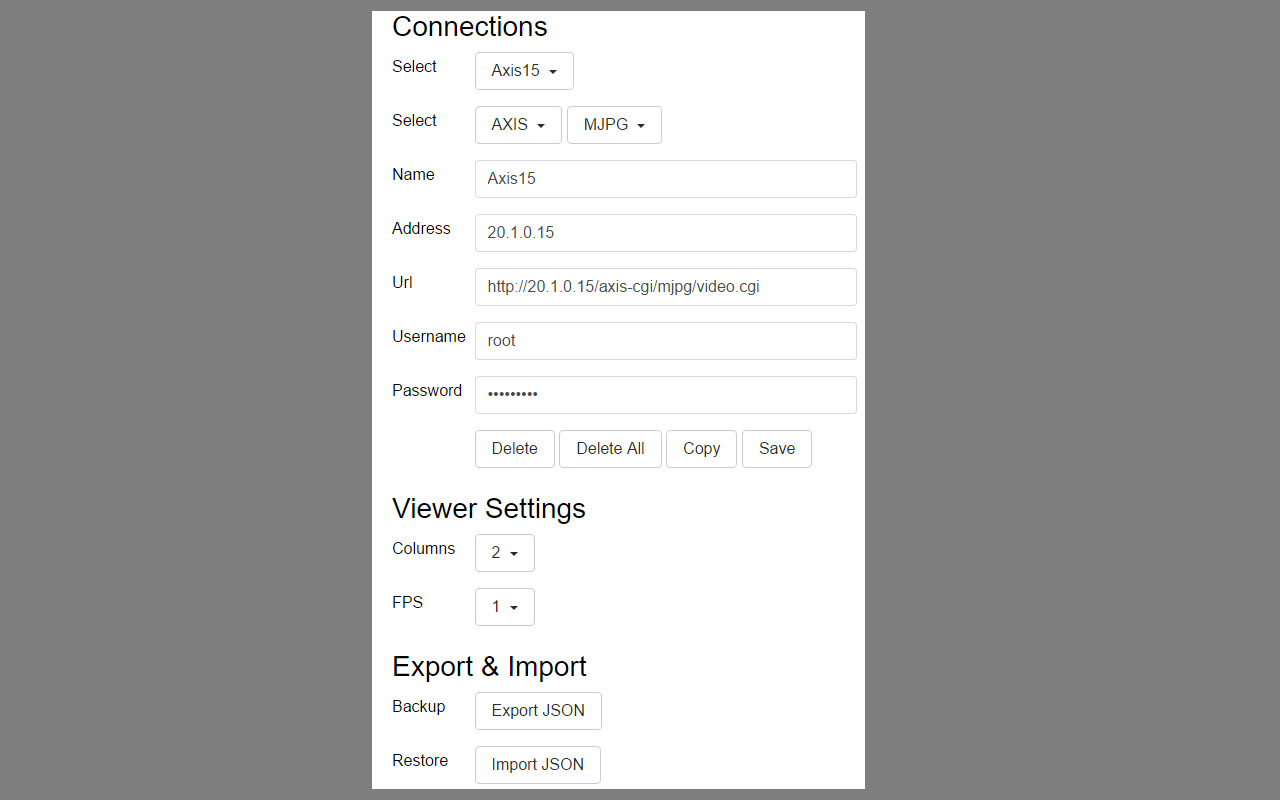 Connections
Select Axis15
Select AXIS MJPG
Name Axis15
Address 20.1.0.15
Url http://20.1.0.15/axis-cgi/mjpg/video.cgi
Username root
Password •••••••••
Delete Delete All Copy Save
Viewer Settings
Columns 2
FPS 1
Export & Import
Backup Export JSON
Restore Import JSON